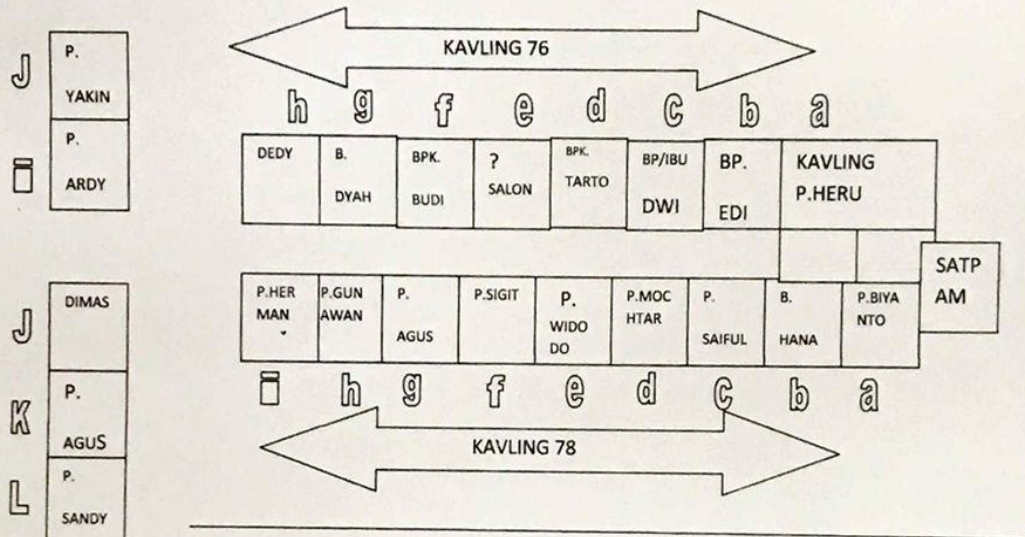 KAVLING 76
h g f e d c b a
J
P.
YAKIN
i
P.
ARDY
DEDY
B.
DYAH
BPK.
BUDI
?
SALON
BPK.
TARTO
BP/IBU
DWI
BP.
EDI
KAVLING
P.HERU
SATP
AM
J
DIMAS
K
P.
AGUS
L
P.
SANDY
P.HER
MAN
P.GUN
AWAN
P.
AGUS
P.SIGIT
P.
WIDO
DO
P.MOC
HTAR
P.
SAIFUL
B.
HANA
P.BIYA
NTO
i h g f e d c b a
KAVLING 78